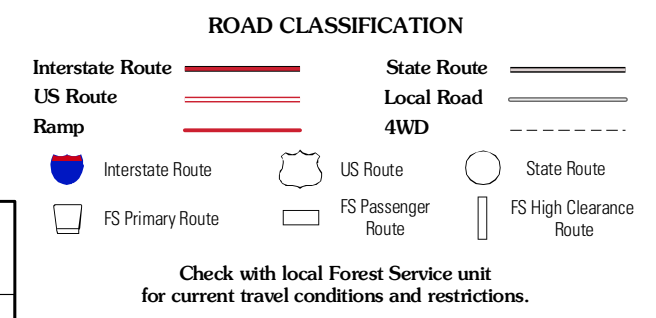 ROAD CLASSIFICATION
Interstate Route
State Route
US Route
Local Road
Ramp
4WD
Interstate Route
US Route
State Route
FS Primary Route
FS Passenger
Route
FS High Clearance
Route
Check with local Forest Service unit
for current travel conditions and restrictions.